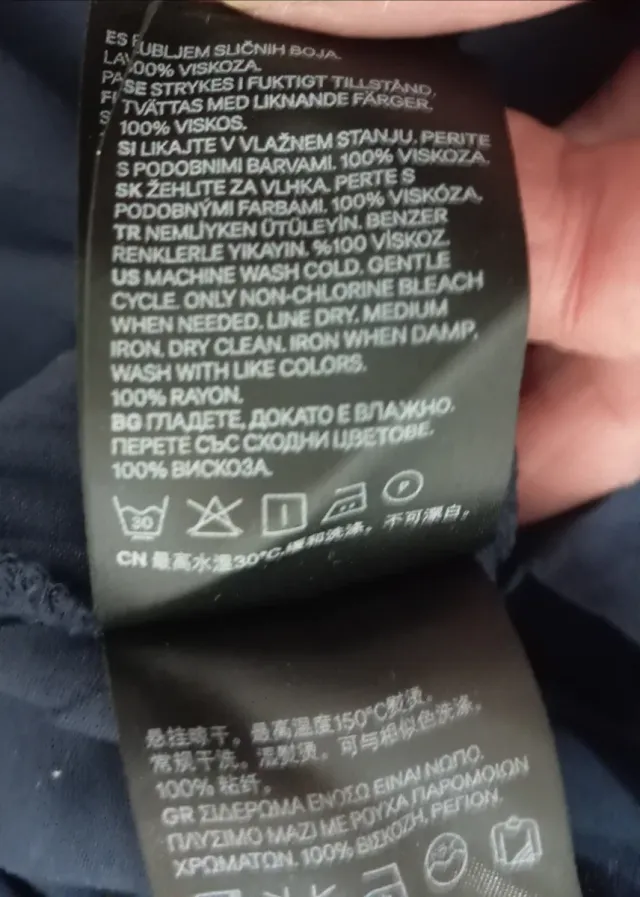 ES
LJUBLJEM SLIČNIH BOJA.
100% VISKOZA.
SE STRYKES I FUKTIGT TILLSTÅND.
TVÄTTAS MED LIKNANDE FÄRGER.
100% VISKOS.
SI LIKAJTE V VLAŽNEM STANJU. PERITE
S PODOBNIMI BARVAMI. 100% VISKOZA.
SK ŽEHLITE ZA VLHKA. PERTE S
PODOBNÝMI FARBAMI. 100% VISKÓZA.
TR NEMLİYKEN ÜTÜLEYİN. BENZER
RENKLERLE YIKAYIN. %100 VİSKOZ.
US MACHINE WASH COLD. GENTLE
CYCLE. ONLY NON-CHLORINE BLEACH
WHEN NEEDED. LINE DRY. MEDIUM
IRON. DRY CLEAN. IRON WHEN DAMP.
WASH WITH LIKE COLORS.
100% RAYON.
BG ГЛАДЕТЕ, ДОКАТО Е ВЛАЖНО.
ПЕРЕТЕ СЪС СХОДНИ ЦВЕТОВЕ.
100% ВИСКОЗА.
30 P
CN 最高水温30°C,缓和洗涤。不可漂白。
悬挂晾干。最高温度150°C熨烫。
常规干洗。湿熨烫。可与相似色洗涤。
100% 粘纤。
GR ΣΙΔΕΡΩΜΑ ΕΝΟΣΩ ΕΙΝΑΙ ΝΩΠΟ.
ΠΛΥΣΙΜΟ ΜΑΖΙ ΜΕ ΡΟΥΧΑ ΠΑΡΟΜΟΙΩΝ
ΧΡΩΜΑΤΩΝ. 100% ΒΙΣΚΟΖΗ, ΡΕΓΙΟΝ.